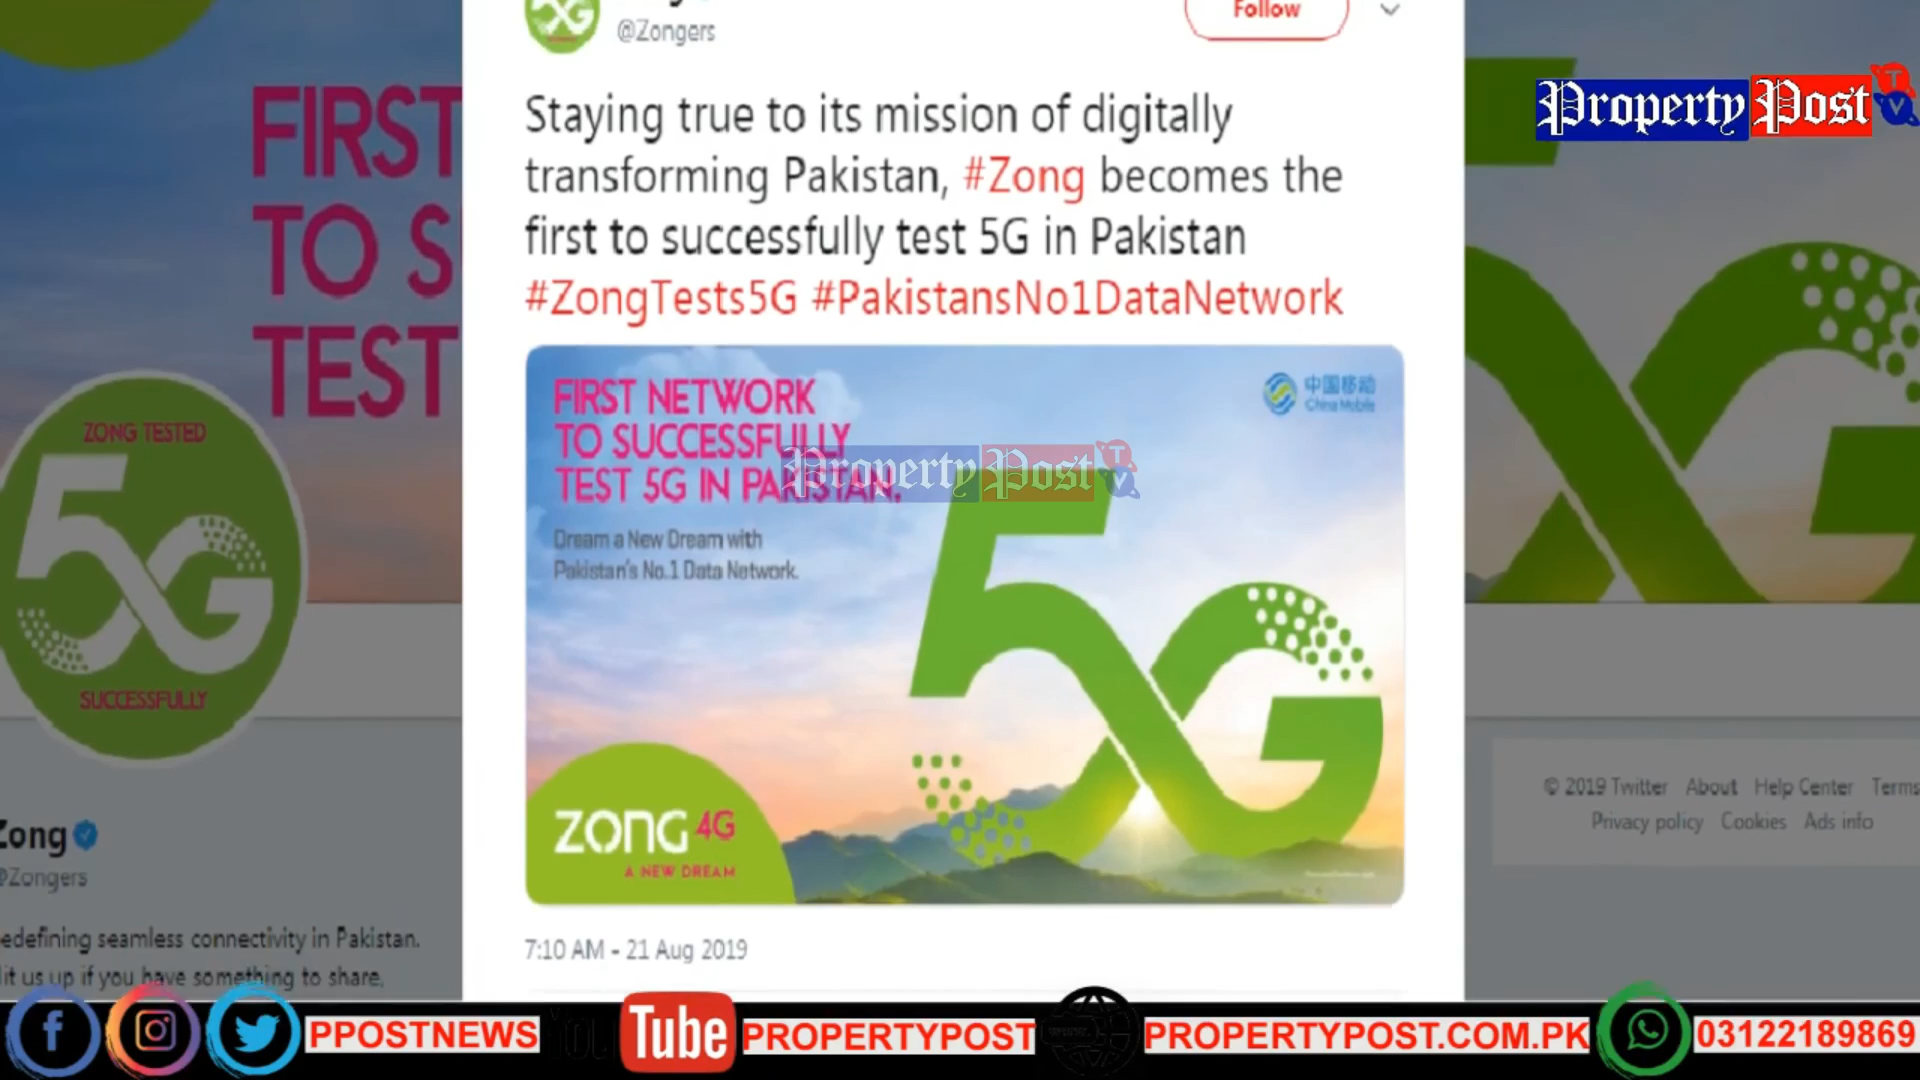 @Zongers
Follow
Staying true to its mission of digitally
transforming Pakistan, #Zong becomes the
first to successfully test 5G in Pakistan
#ZongTests5G #PakistansNo1DataNetwork
FIRST NETWORK
TO SUCCESSFULLY
TEST 5G IN PAKISTAN.
Dream a New Dream with
Pakistan's No.1 Data Network.
中国移动
China Mobile
Property Post TV
5G
ZONG 4G
A NEW DREAM
7:10 AM - 21 Aug 2019
FIRST
TO S
TEST
ZONG TESTED
5G
SUCCESSFULLY
Zong
@Zongers
edefining seamless connectivity in Pakistan.
it us up if you have something to share,
Property Post TV
© 2019 Twitter About Help Center Terms
Privacy policy Cookies Ads info
PPOSTNEWS
You Tube
PROPERTYPOST
PROPERTYPOST.COM.PK
03122189869